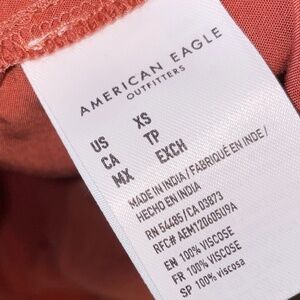 AMERICAN EAGLE
OUTFITTERS
US XS
CA TP
MX EXCH
MADE IN INDIA / FABRIQUÉ EN INDE /
HECHO EN INDIA
RN 54485 / CA 03873
RFC# AEM120605U9A
EN 100% VISCOSE
FR 100% VISCOSE
SP 100% viscosa